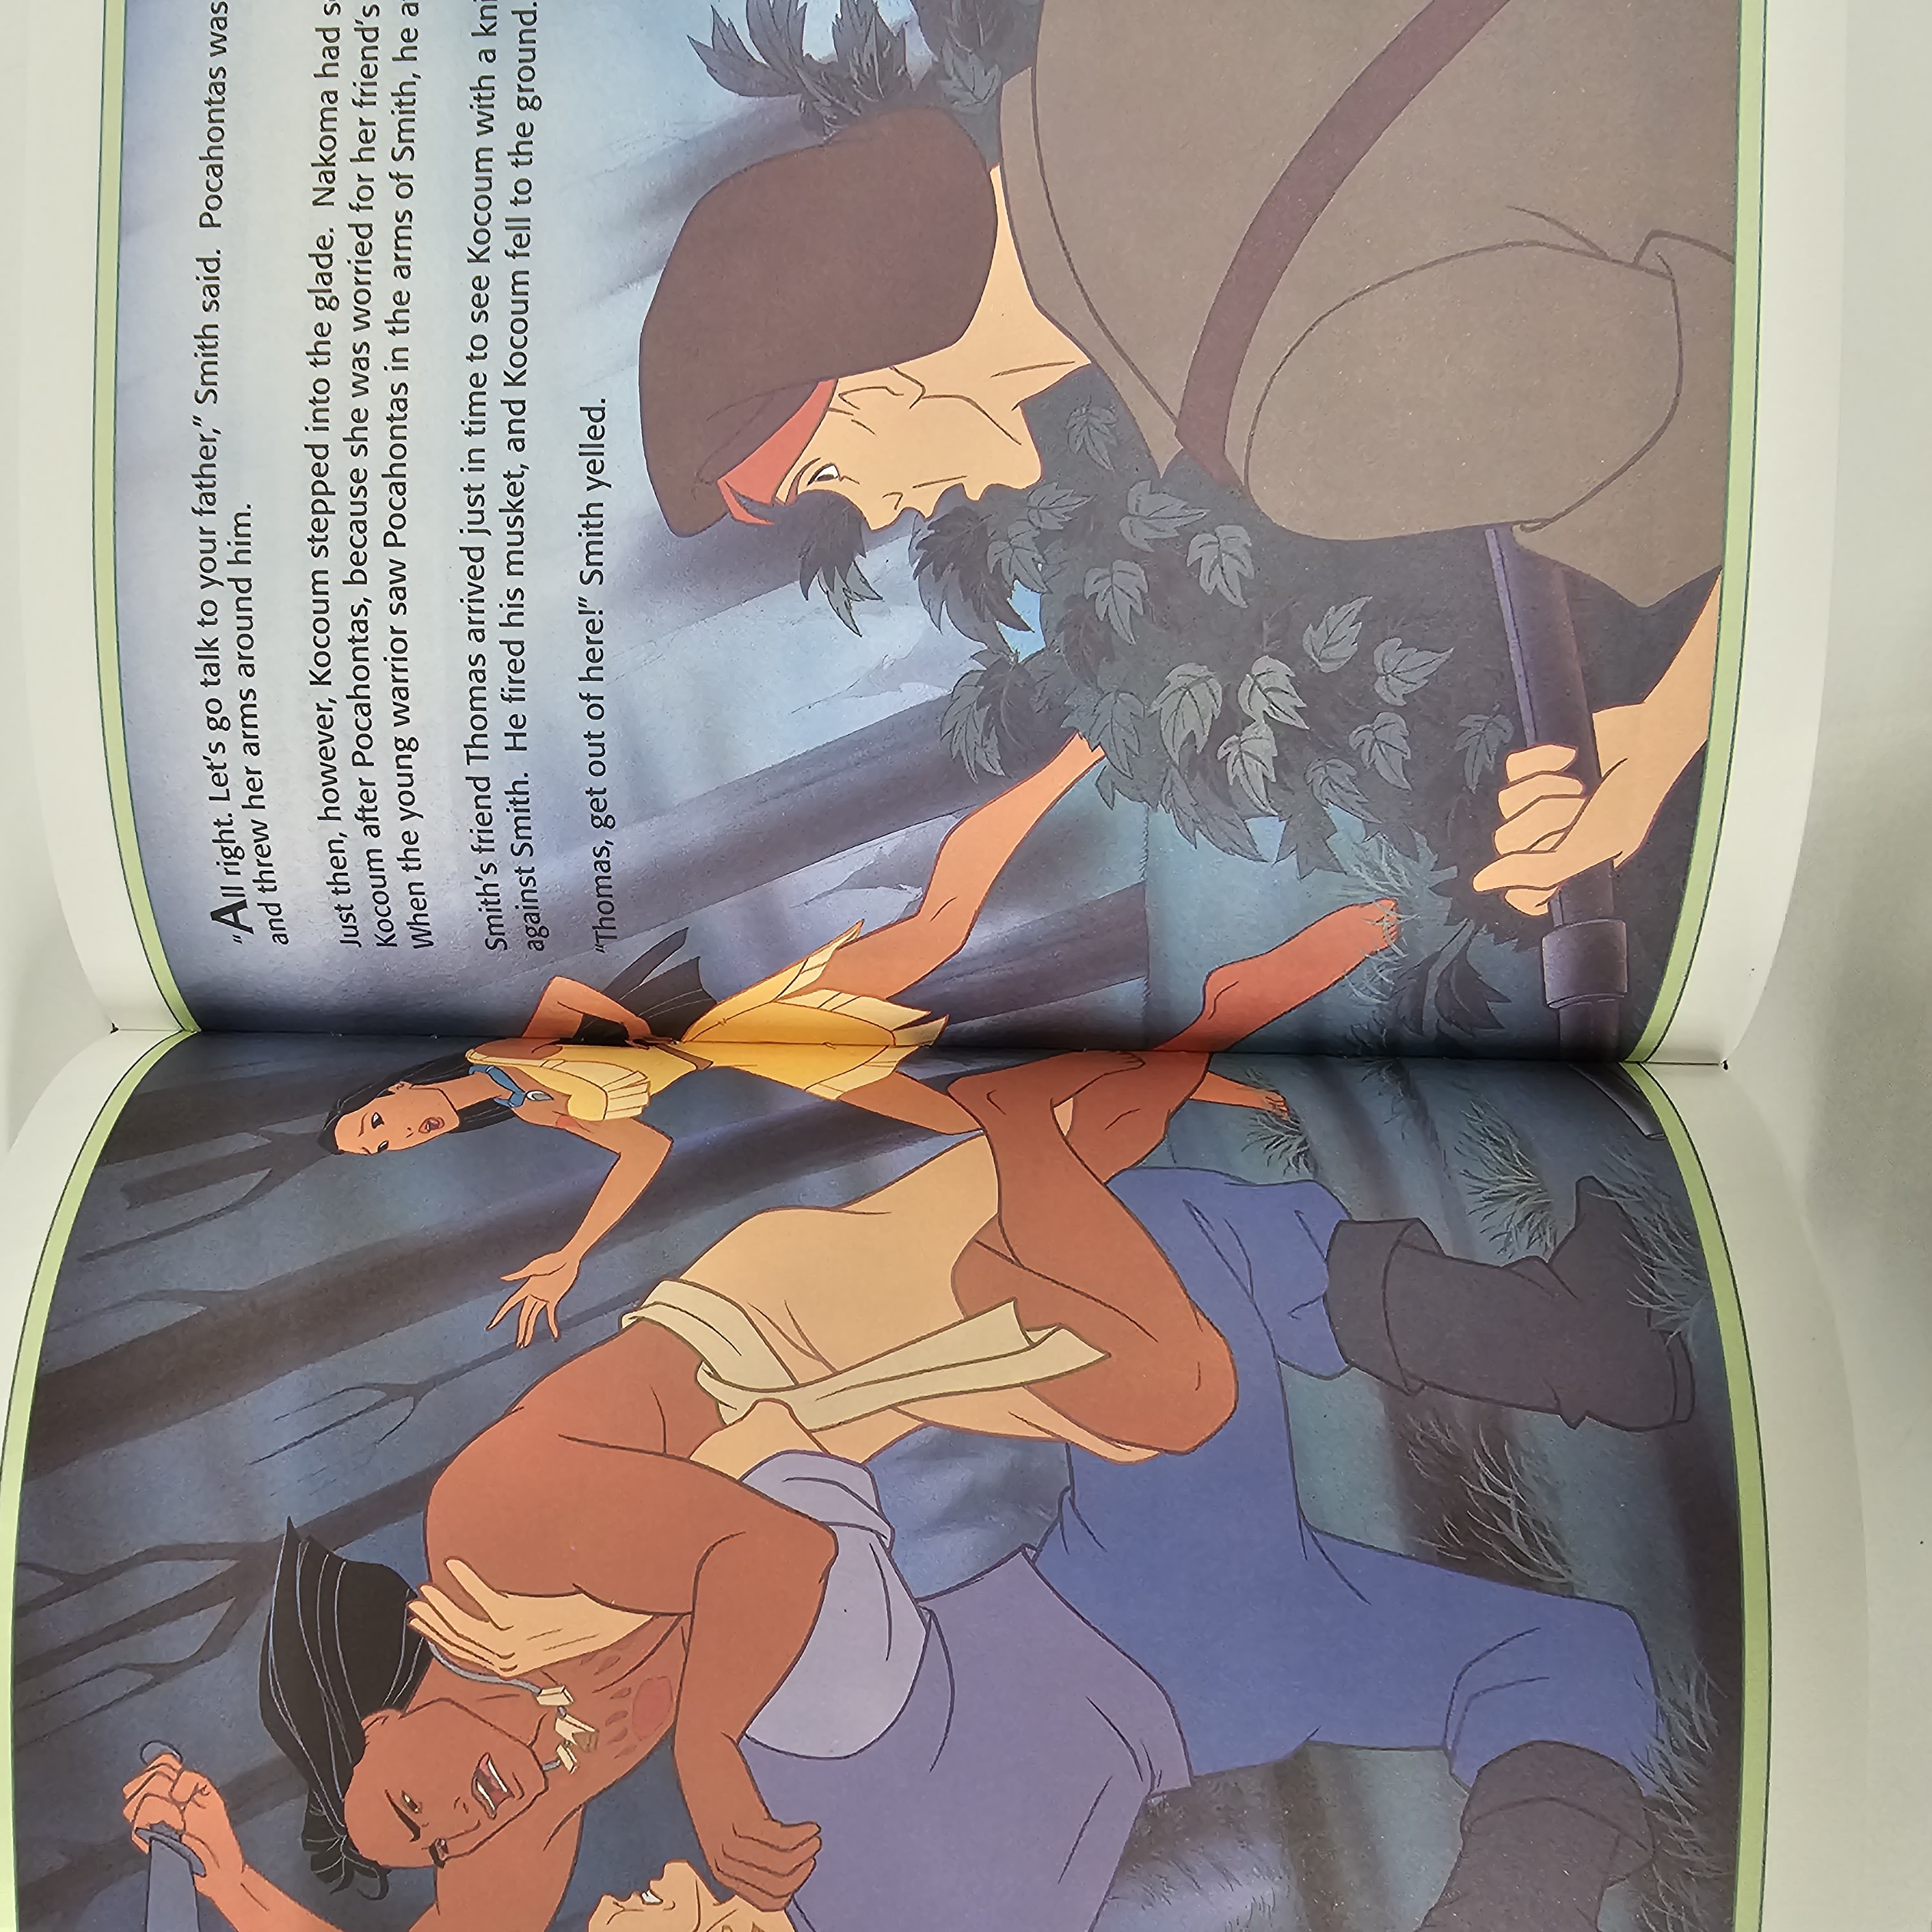 "All right. Let's go talk to your father," Smith said. Pocahontas was
and threw her arms around him.
Just then, however, Kocoum stepped into the glade. Nakoma had
Kocoum after Pocahontas, because she was worried for her friend's
When the young warrior saw Pocahontas in the arms of Smith, he
Smith's friend Thomas arrived just in time to see Kocoum with a
against Smith. He fired his musket, and Kocoum fell to the ground.
"Thomas, get out of here!" Smith yelled.